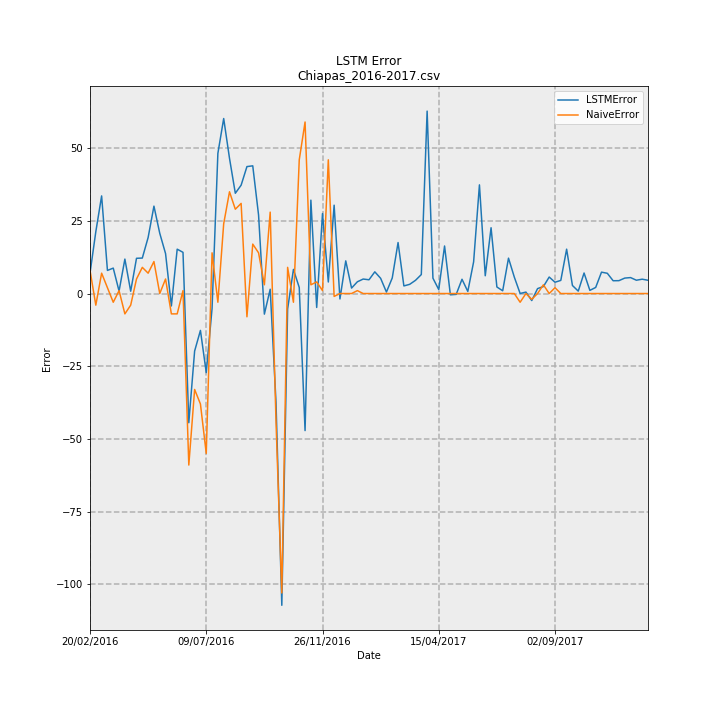 LSTM Error
Chiapas_2016-2017.csv
LSTMError
NaiveError
50
25
0
−25
−50
−75
−100
Error
20/02/2016 09/07/2016 26/11/2016 15/04/2017 02/09/2017
Date